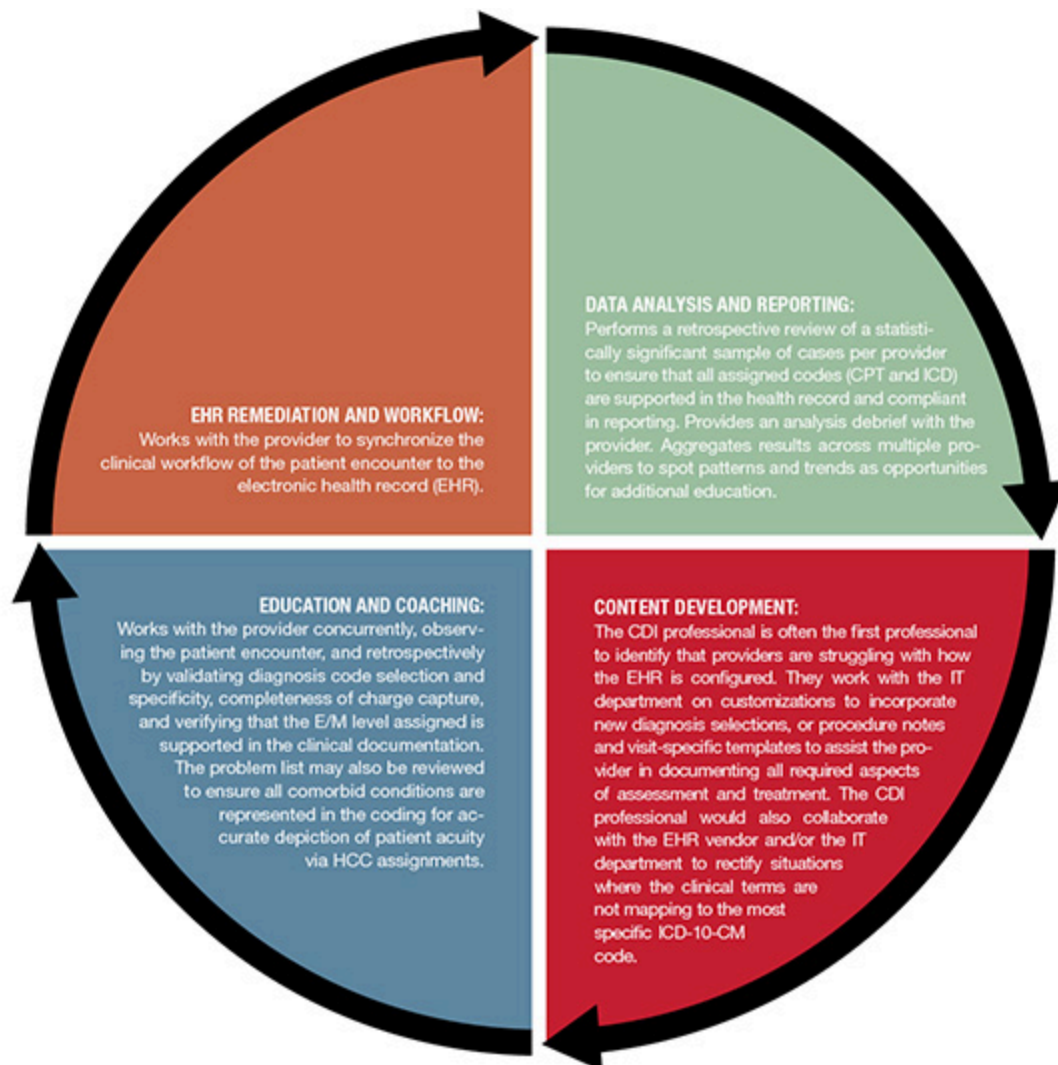 EHR REMEDIATION AND WORKFLOW:
Works with the provider to synchronize the
clinical workflow of the patient encounter to the
electronic health record (EHR).
DATA ANALYSIS AND REPORTING:
Performs a retrospective review of a statisti-
cally significant sample of cases per provider
to ensure that all assigned codes (CPT and ICD)
are supported in the health record and compliant
in reporting. Provides an analysis debrief with the
provider. Aggregates results across multiple pro-
viders to spot patterns and trends as opportunities
for additional education.
EDUCATION AND COACHING:
Works with the provider concurrently, observ-
ing the patient encounter, and retrospectively
by validating diagnosis code selection and
specificity, completeness of charge capture,
and verifying that the E/M level assigned is
supported in the clinical documentation.
The problem list may also be reviewed
to ensure all comorbid conditions are
represented in the coding for ac-
curate depiction of patient acuity
via HCC assignments.
CONTENT DEVELOPMENT:
The CDI professional is often the first professional
to identify that providers are struggling with how
the EHR is configured. They work with the IT
department on customizations to incorporate
new diagnosis selections, or procedure notes
and visit-specific templates to assist the pro-
vider in documenting all required aspects
of assessment and treatment. The CDI
professional would also collaborate
with the EHR vendor and/or the IT
department to rectify situations
where the clinical terms are
not mapping to the most
specific ICD-10-CM
code.